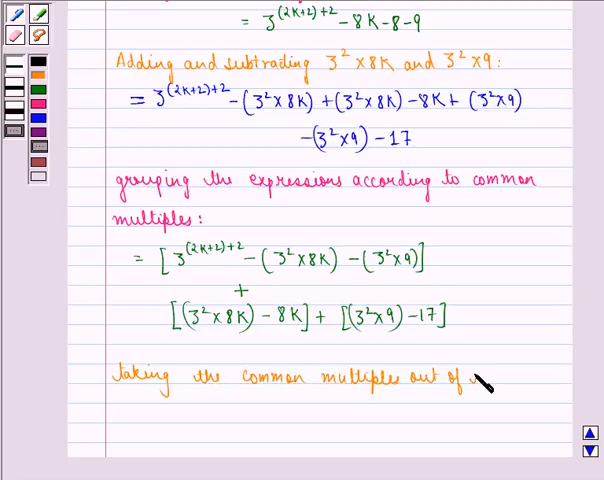 = 3^(2K+2)+2 - 8K - 8 - 9
Adding and subtracting 3² × 8K and 3² × 9:
= 3^(2K+2)+2 - (3² × 8K) + (3² × 8K) - 8K + (3² × 9)
- (3² × 9) - 17
grouping the expressions according to common
multiples:
= [3^(2K+2)+2 - (3² × 8K) - (3² × 9)]
+
[(3² × 8K) - 8K] + [(3² × 9) - 17]
taking the common multiples out of